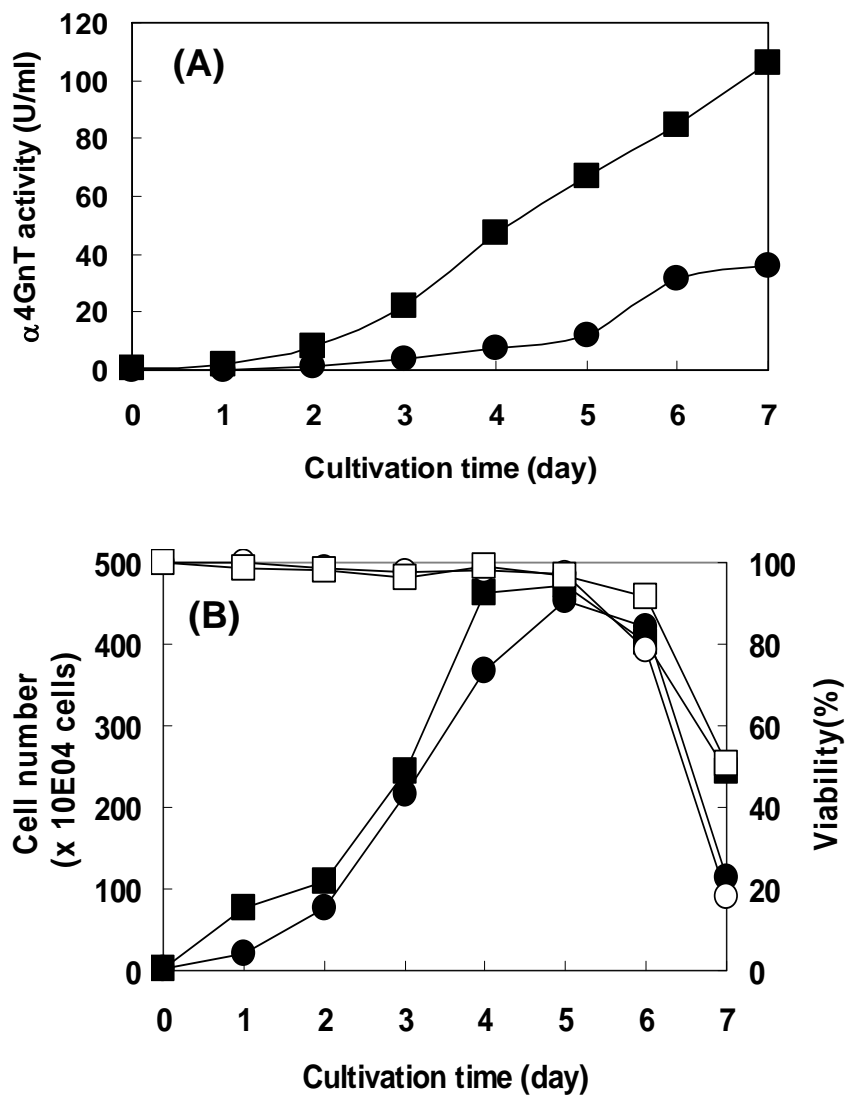 (A)
α4GnT activity (U/ml)
120
100
80
60
40
20
0
0 1 2 3 4 5 6 7
Cultivation time (day)
(B)
Cell number
(x 10E04 cells)
500
400
300
200
100
0
100
80
60
40
20
0
Viability(%)
0 1 2 3 4 5 6 7
Cultivation time (day)